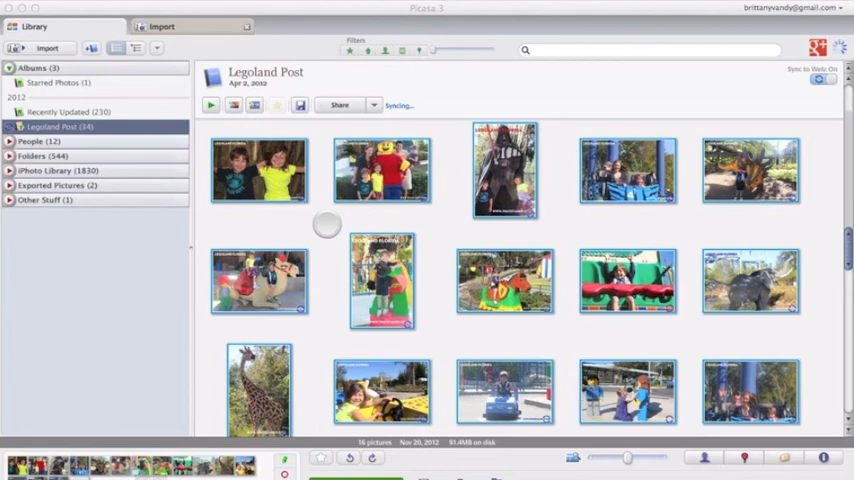 Picasa 3
brittanyvandy@gmail.com
Library
Import
Import
Filters
g+
Albums (3)
Starred Photos (1)
2012
Recently Updated (230)
Legoland Post (34)
People (12)
Folders (544)
iPhoto Library (1830)
Exported Pictures (2)
Other Stuff (1)
Legoland Post
Apr 2, 2012
Sync to Web: On
Share
Syncing...
16 pictures Nov 20, 2012 91.4MB on disk